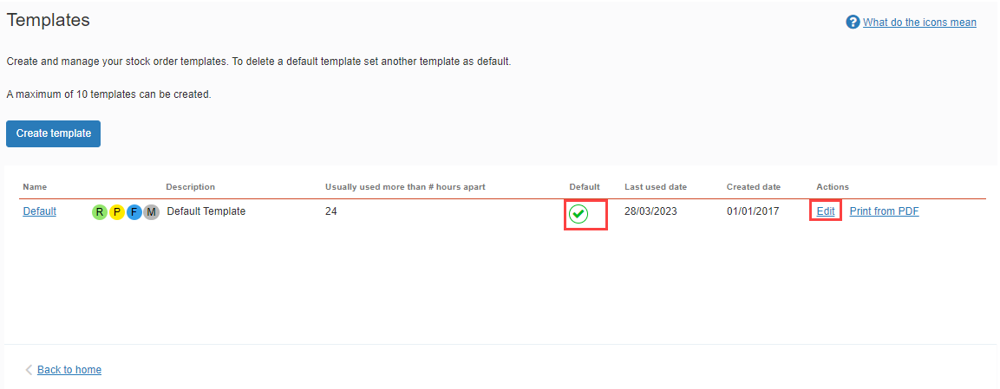 Templates
? What do the icons mean
Create and manage your stock order templates. To delete a default template set another template as default.
A maximum of 10 templates can be created.
Create template
Name Description Usually used more than # hours apart Default Last used date Created date Actions
Default R P F M Default Template 24 28/03/2023 01/01/2017 Edit Print from PDF
Back to home